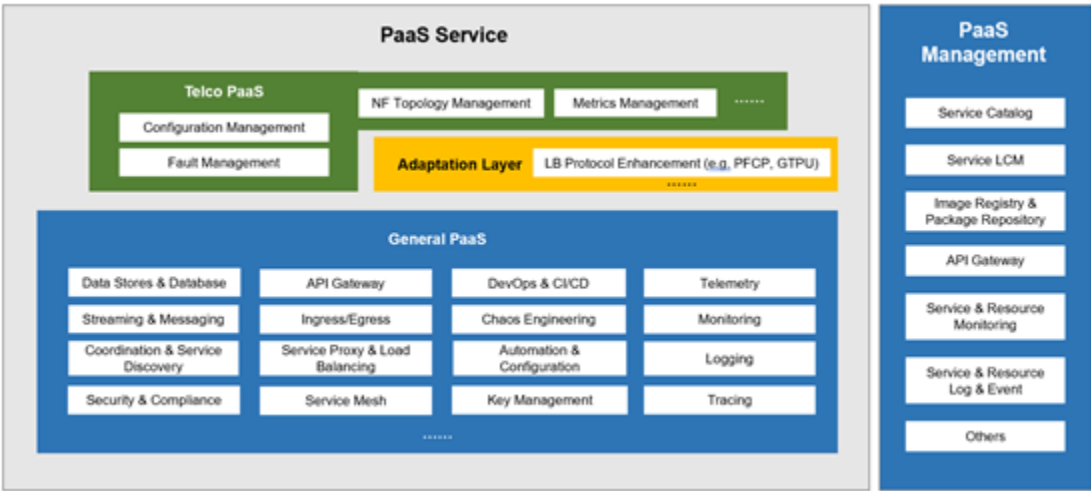 PaaS Service
Telco PaaS
Configuration Management
Fault Management
NF Topology Management
Metrics Management
......
Adaptation Layer
LB Protocol Enhancement (e.g. PFCP, GTPU)
......
General PaaS
Data Stores & Database
API Gateway
DevOps & CI/CD
Telemetry
Streaming & Messaging
Ingress/Egress
Chaos Engineering
Monitoring
Coordination & Service
Discovery
Service Proxy & Load
Balancing
Automation &
Configuration
Logging
Security & Compliance
Service Mesh
Key Management
Tracing
......
PaaS
Management
Service Catalog
Service LCM
Image Registry &
Package Repository
API Gateway
Service & Resource
Monitoring
Service & Resource
Log & Event
Others